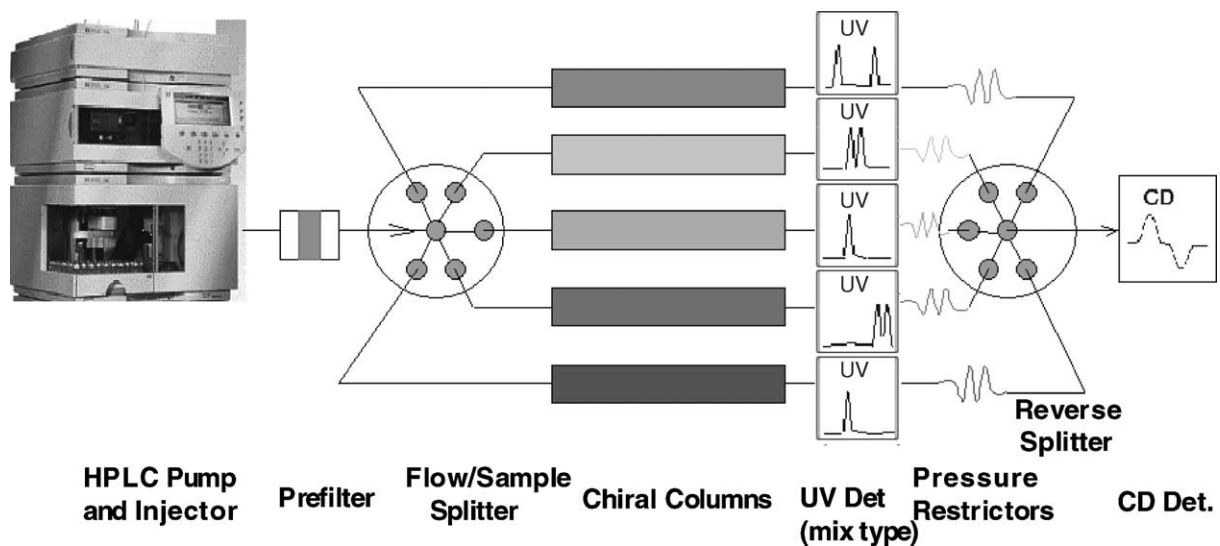 UV
UV
UV
UV
UV
CD
HPLC Pump
and Injector
Prefilter
Flow/Sample
Splitter
Chiral Columns
UV Det
(mix type)
Pressure
Restrictors
Reverse
Splitter
CD Det.